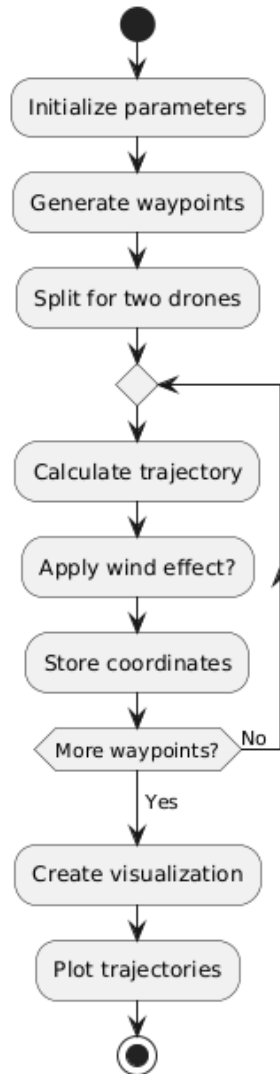 Initialize parameters
Generate waypoints
Split for two drones
Calculate trajectory
Apply wind effect?
Store coordinates
More waypoints?
No
Yes
Create visualization
Plot trajectories